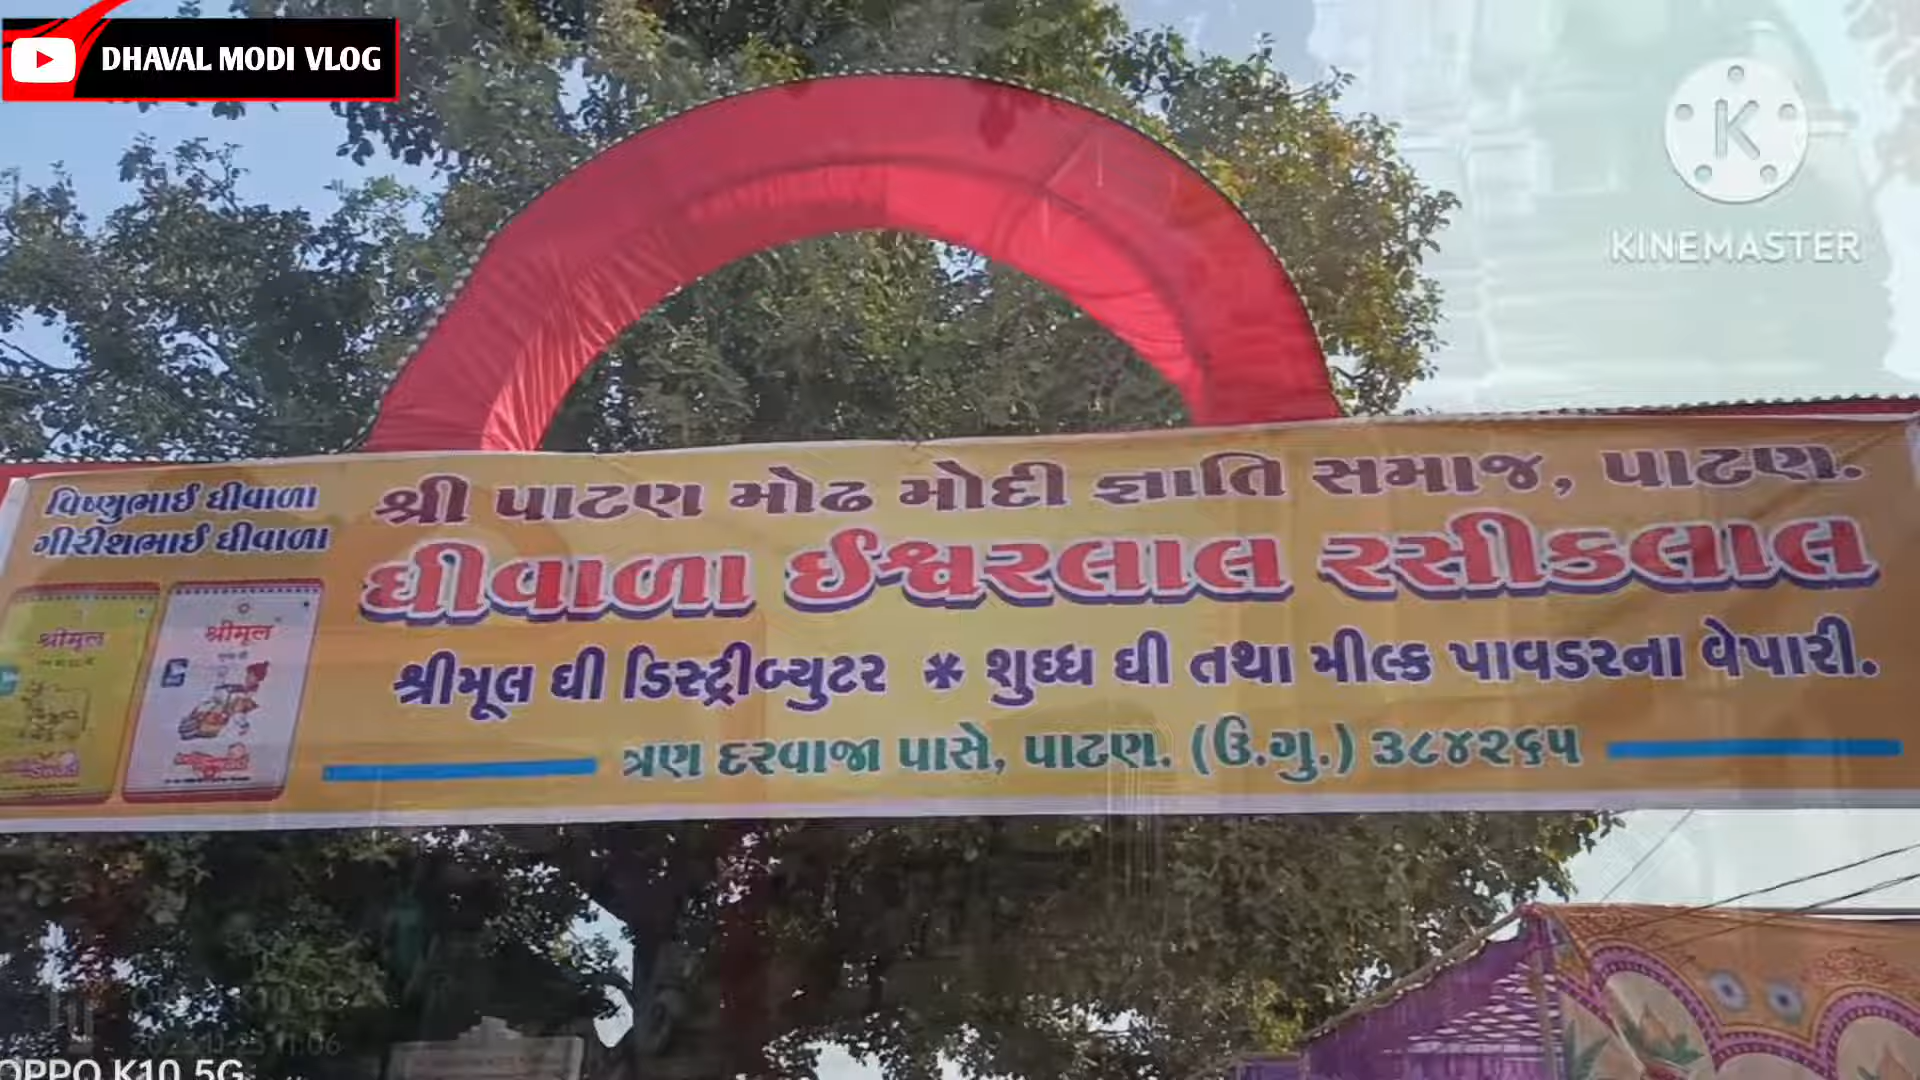 DHAVAL MODI VLOG
K
KINEMASTER
વિષ્ણુભાઈ ઘીવાળા
ગીરીશભાઈ ઘીવાળા
શ્રી પાટણ મોઢ મોદી જ્ઞાતિ સમાજ, પાટણ.
ઘીવાળા ઈશ્વરલાલ રસીકલાલ
શ્રીમૂલ ઘી ડિસ્ટ્રીબ્યુટર * શુધ્ધ ઘી તથા મીલ્ક પાવડરના વેપારી.
ત્રણ દરવાજા પાસે, પાટણ. (ઉ.ગુ.) ૩૮૪૨૬૫
श्रीमूल
श्रीमूल
OPPO K10 5G